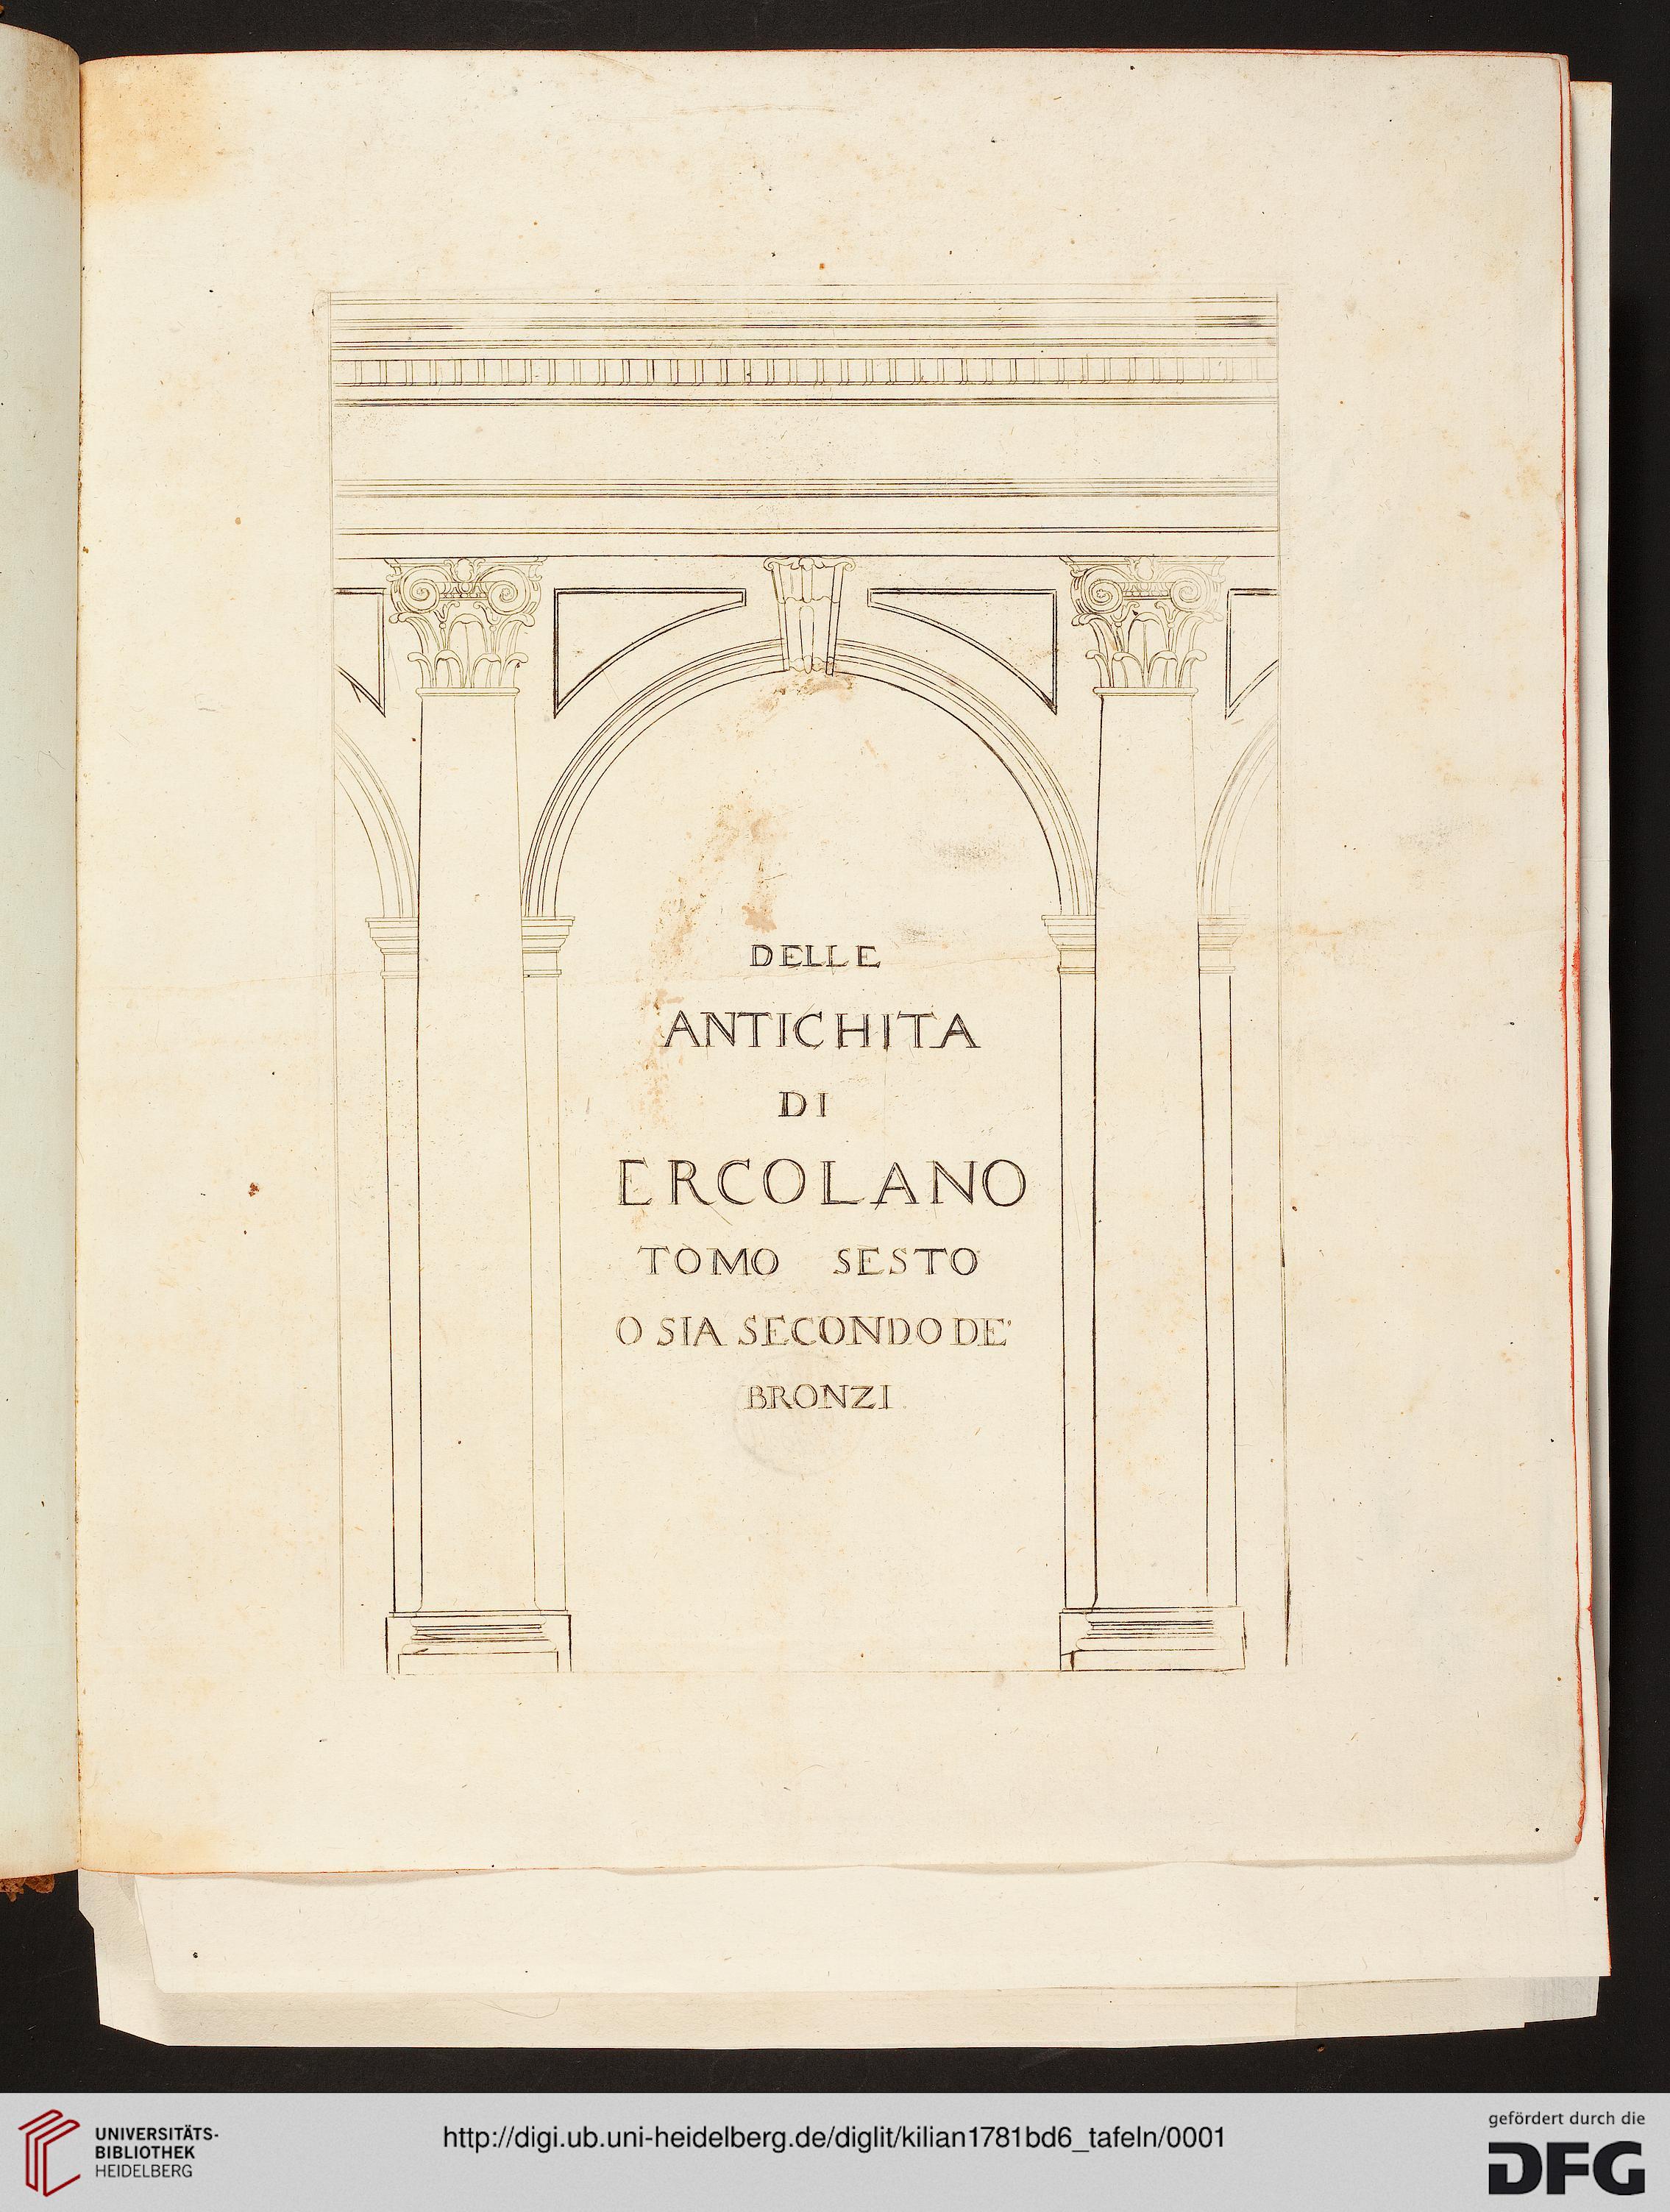 DELLE
ANTICHITA
DI
ERCOLANO
TOMO SESTO
O SIA SECONDO DE'
BRONZI
UNIVERSITÄTS-
BIBLIOTHEK
HEIDELBERG
http://digi.ub.uni-heidelberg.de/diglit/kilian1781bd6_tafeln/0001
gefördert durch die
DFG